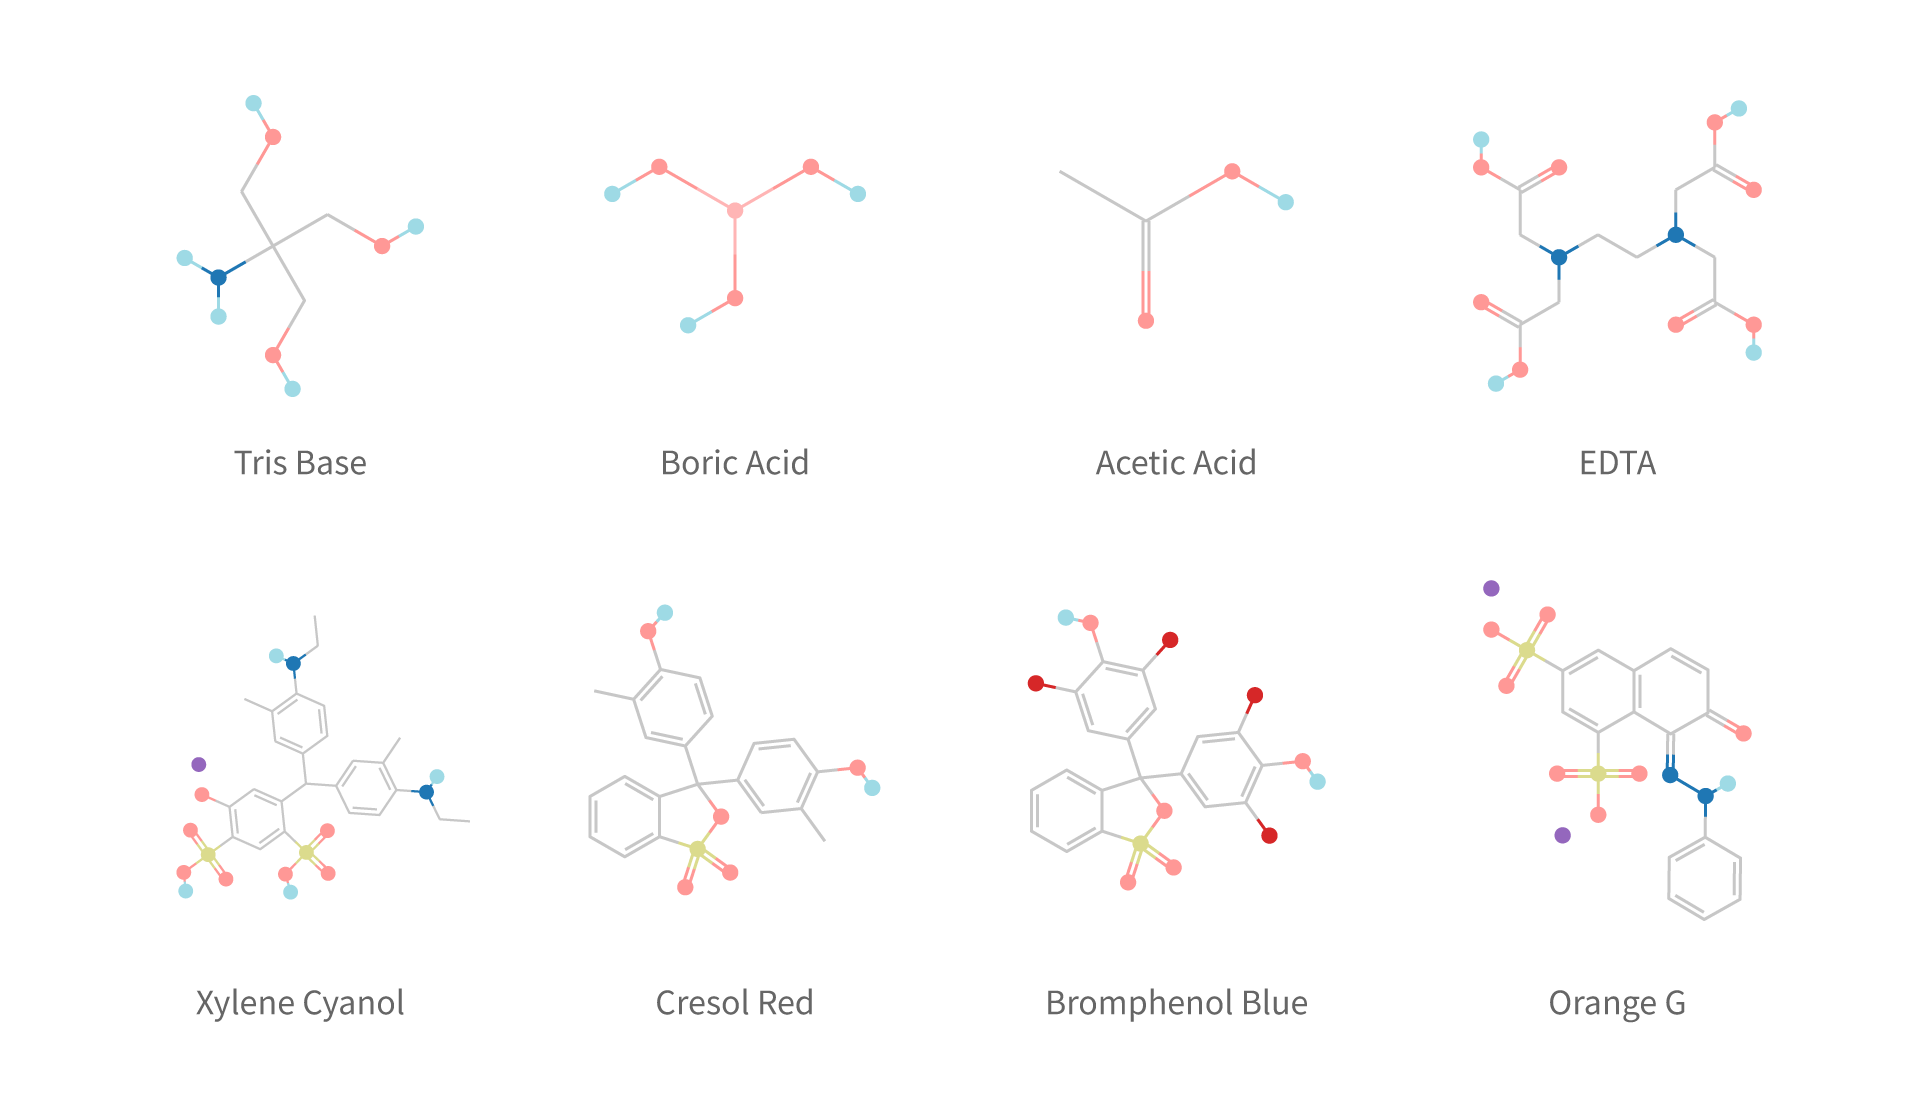 Tris Base
Boric Acid
Acetic Acid
EDTA
Xylene Cyanol
Cresol Red
Bromphenol Blue
Orange G